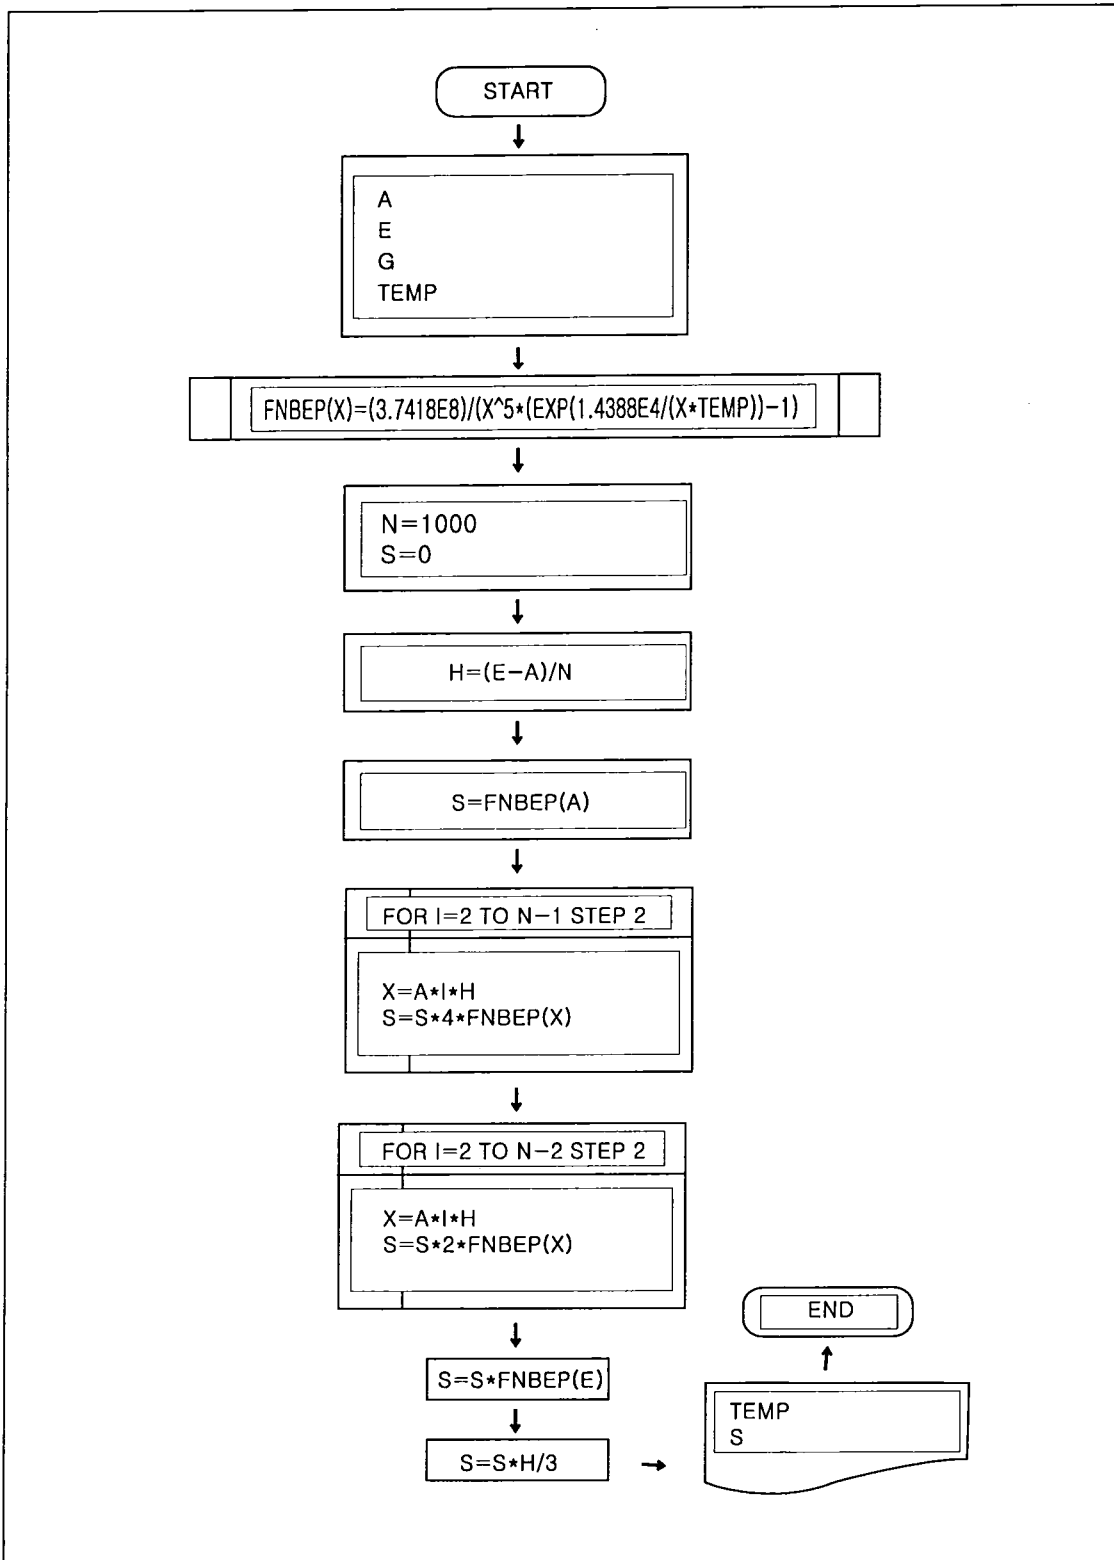 START
A
E
G
TEMP
FNBEP(X)=(3.7418E8)/(X^5*(EXP(1.4388E4/(X*TEMP))-1)
N=1000
S=0
H=(E-A)/N
S=FNBEP(A)
FOR I=2 TO N-1 STEP 2
X=A*I*H
S=S*4*FNBEP(X)
FOR I=2 TO N-2 STEP 2
X=A*I*H
S=S*2*FNBEP(X)
S=S*FNBEP(E)
S=S*H/3
TEMP
S
END